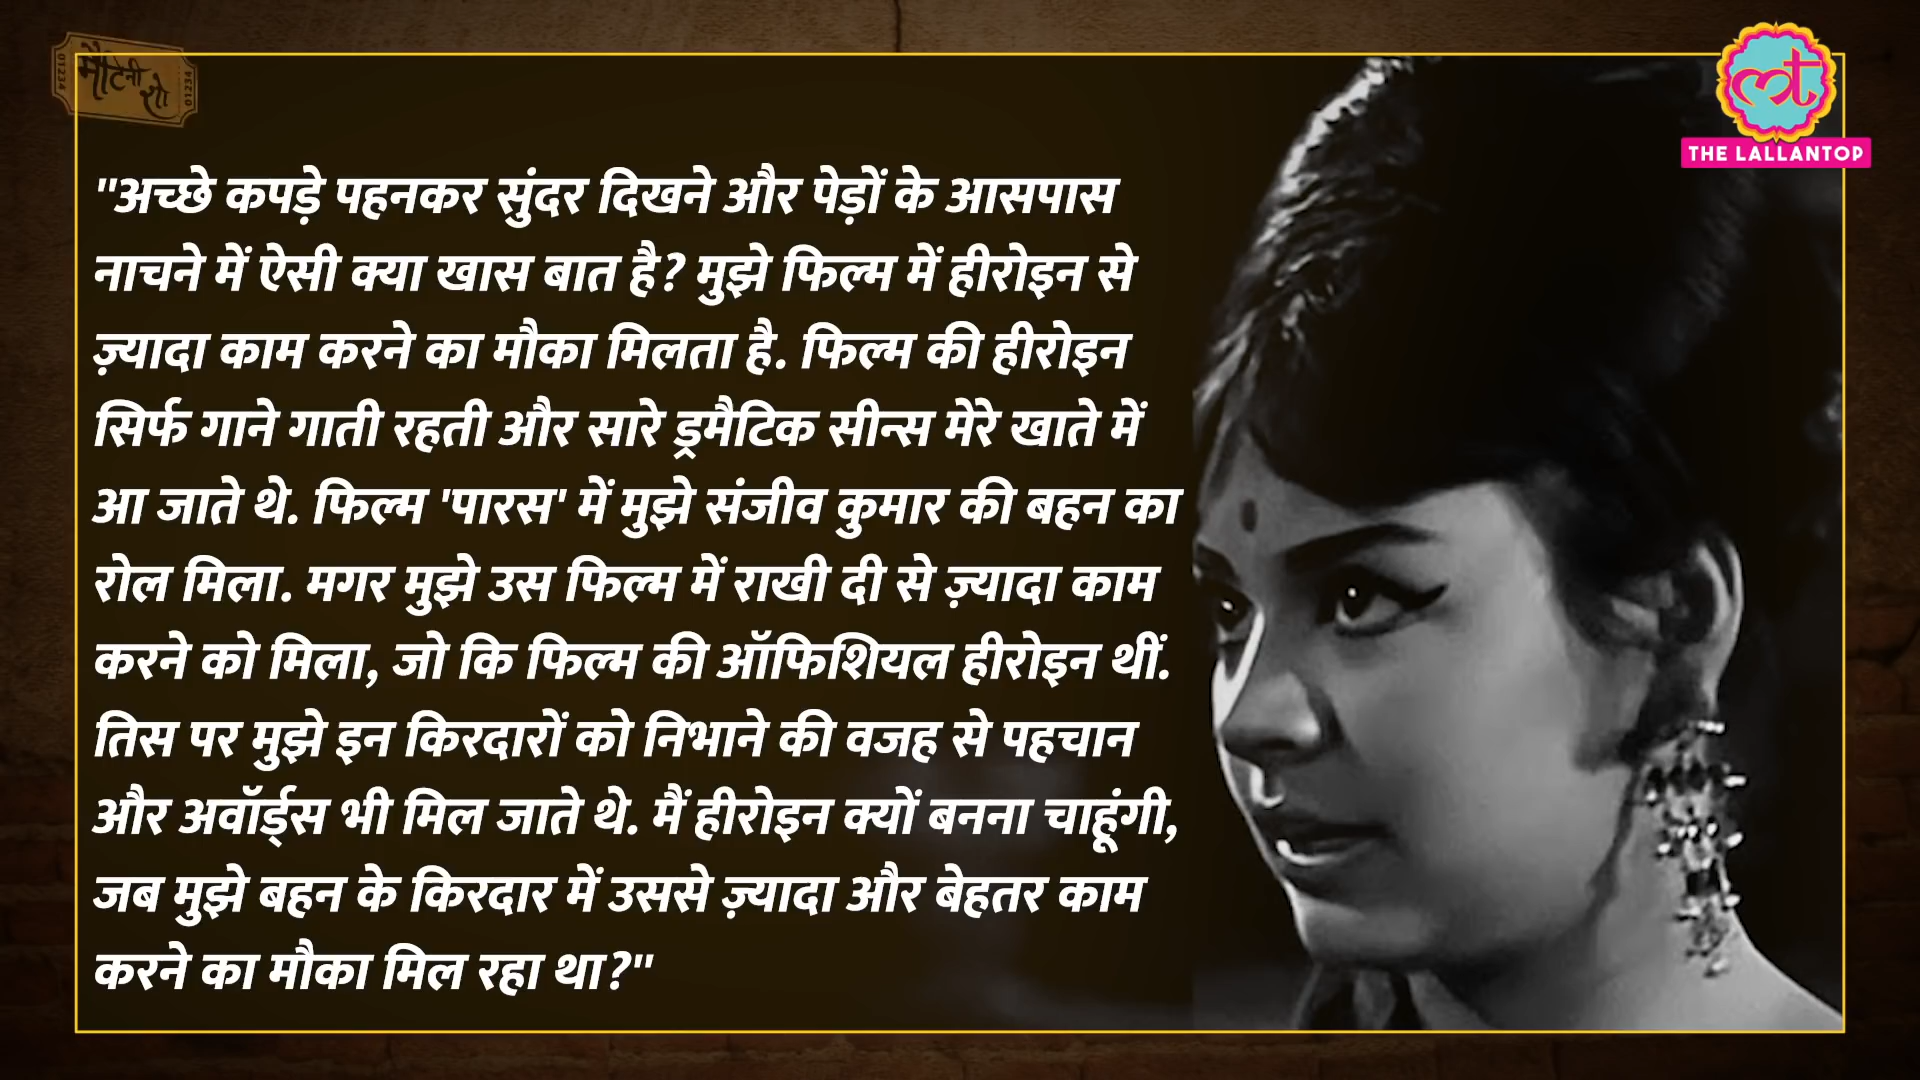 मैटिनी शो
01234
01234
THE LALLANTOP
"अच्छे कपड़े पहनकर सुंदर दिखने और पेड़ों के आसपास
नाचने में ऐसी क्या खास बात है? मुझे फिल्म में हीरोइन से
ज़्यादा काम करने का मौका मिलता है. फिल्म की हीरोइन
सिर्फ गाने गाती रहती और सारे ड्रमैटिक सीन्स मेरे खाते में
आ जाते थे. फिल्म 'पारस' में मुझे संजीव कुमार की बहन का
रोल मिला. मगर मुझे उस फिल्म में राखी दी से ज़्यादा काम
करने को मिला, जो कि फिल्म की ऑफिशियल हीरोइन थीं.
तिस पर मुझे इन किरदारों को निभाने की वजह से पहचान
और अवॉर्ड्स भी मिल जाते थे. मैं हीरोइन क्यों बनना चाहूंगी,
जब मुझे बहन के किरदार में उससे ज़्यादा और बेहतर काम
करने का मौका मिल रहा था?"